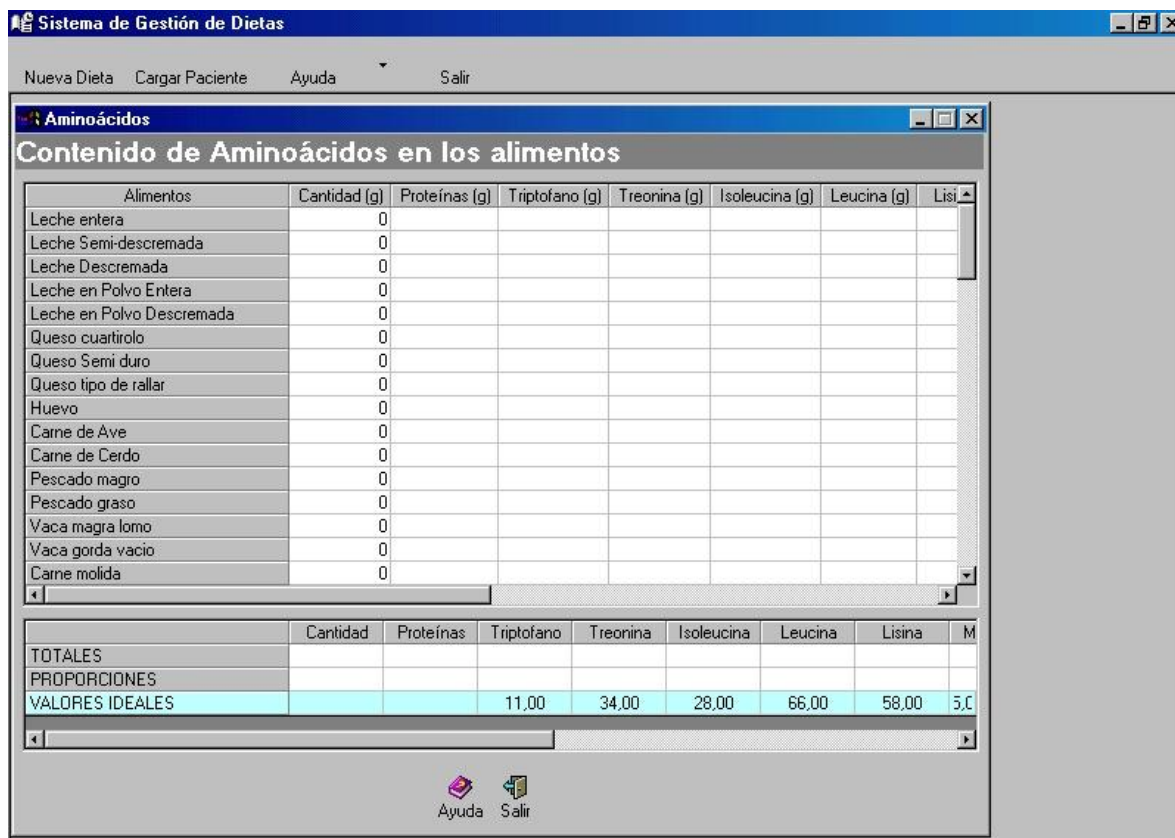 Sistema de Gestión de Dietas
Nueva Dieta Cargar Paciente Ayuda Salir
Aminoácidos
Contenido de Aminoácidos en los alimentos
Alimentos Cantidad (g) Proteínas (g) Triptofano (g) Treonina (g) Isoleucina (g) Leucina (g)
Leche entera 0
Leche Semi-descremada 0
Leche Descremada 0
Leche en Polvo Entera 0
Leche en Polvo Descremada 0
Queso cuartirolo 0
Queso Semi duro 0
Queso tipo de rallar 0
Huevo 0
Carne de Ave 0
Carne de Cerdo 0
Pescado magro 0
Pescado graso 0
Vaca magra lomo 0
Vaca gorda vacio 0
Carne molida 0
Cantidad Proteínas Triptofano Treonina Isoleucina Leucina Lisina M
TOTALES
PROPORCIONES
VALORES IDEALES 11,00 34,00 28,00 66,00 58,00
Ayuda Salir